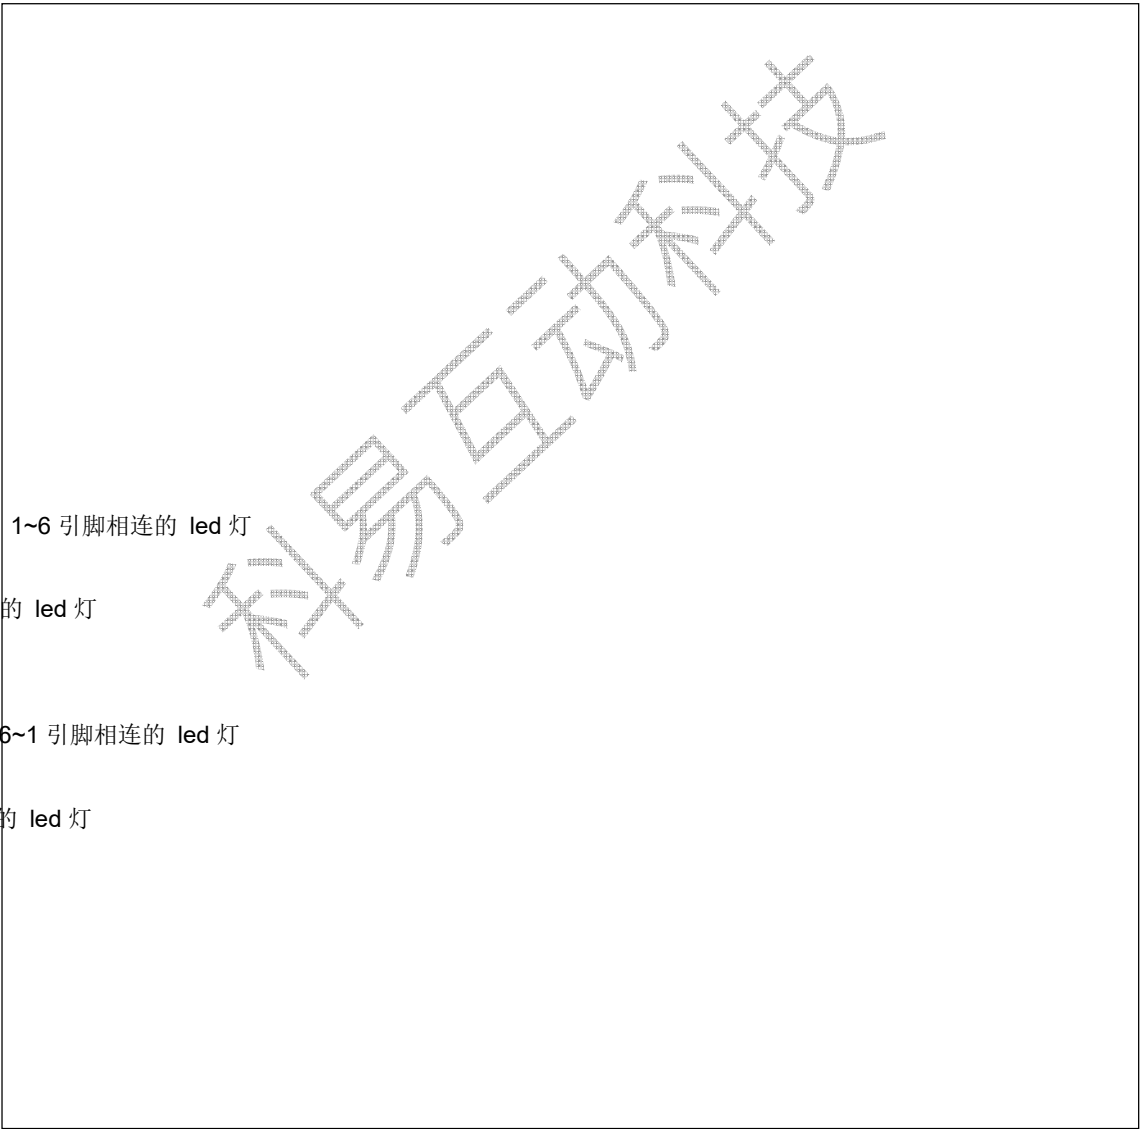 科易互动科技
1~6 引脚相连的 led 灯
的 led 灯
6~1 引脚相连的 led 灯
的 led 灯